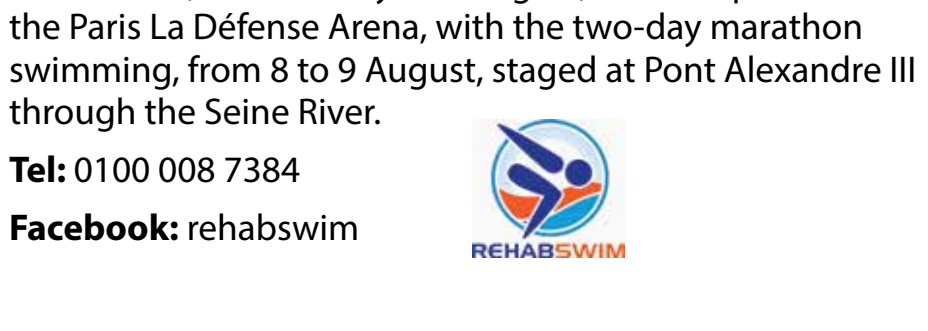 the Paris La Défense Arena, with the two-day marathon
swimming, from 8 to 9 August, staged at Pont Alexandre III
through the Seine River.
Tel: 0100 008 7384
Facebook: rehabswim
REHABSWIM